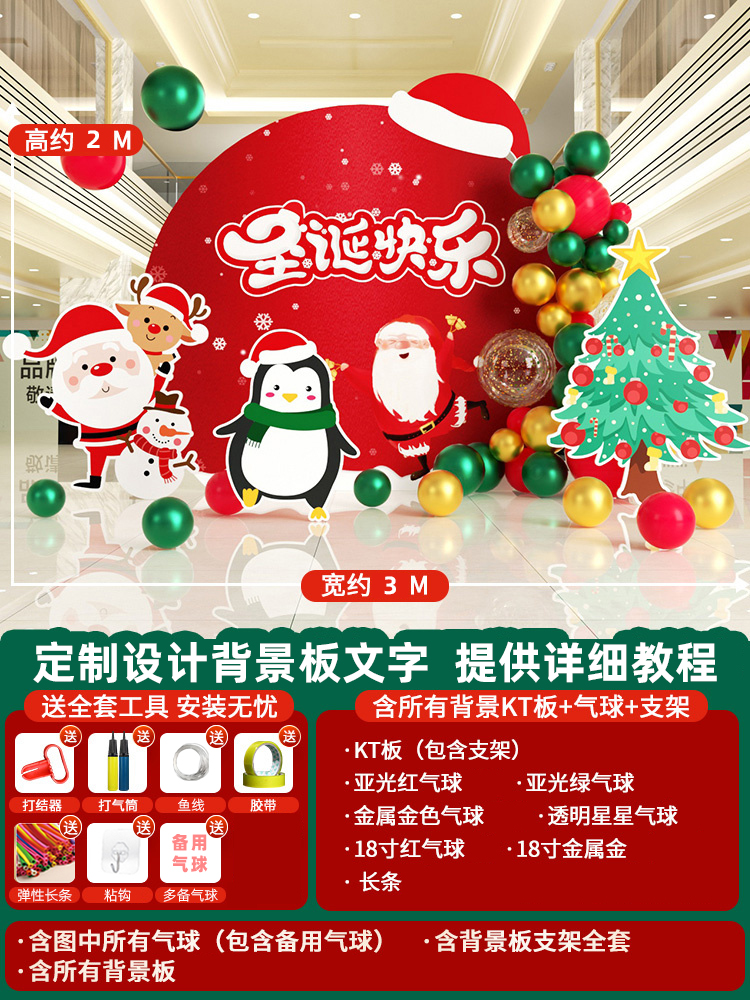 高约 2 M
圣诞快乐
品牌
敬请
宽约 3 M
定制设计背景板文字 提供详细教程
送全套工具 安装无忧
送
送
送
送
打结器
打气筒
鱼线
胶带
送
送
送
备用
气球
弹性长条
粘钩
多备气球
含所有背景KT板+气球+支架
·KT板（包含支架）
·亚光红气球 ·亚光绿气球
·金属金色气球 ·透明星星气球
·18寸红气球 ·18寸金属金
·长条
·含图中所有气球（包含备用气球） ·含背景板支架全套
·含所有背景板